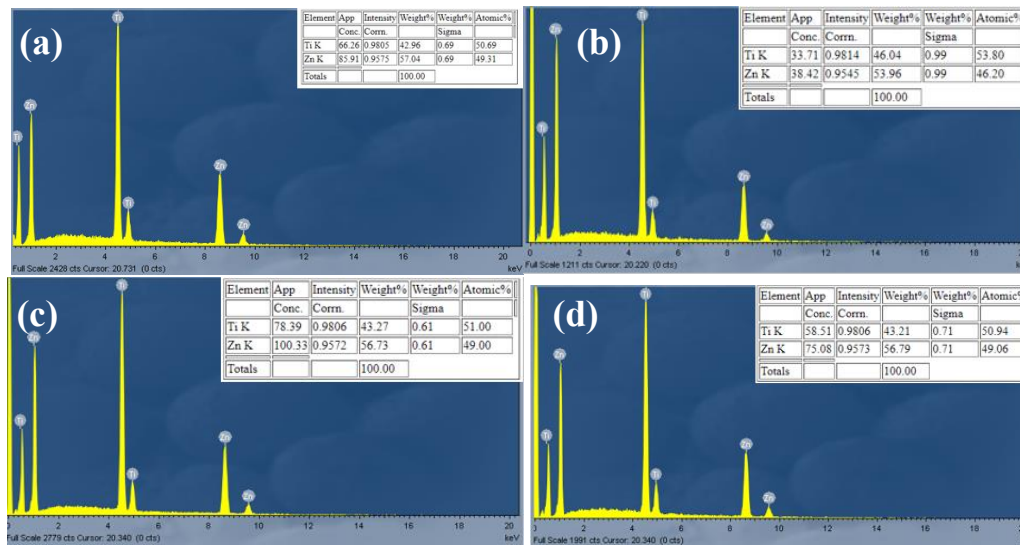 (a)
Element App Intensity Weight% Weight Atomic%
Conc. Corrn. Sigma
Ti K 66.26 0.9805 42.96 0.69 50.69
Zn K 85.91 0.9575 57.04 0.69 49.31
Totals 100.00
Ti Zn Ti Ti Zn Zn
2 4 6 8 10 12 14 16 18 20
Full Scale 2428 cts Cursor: 20.731 (0 cts) keV
(b)
Element App Intensity Weight% Weight Atomic%
Conc. Corrn. Sigma
Ti K 33.71 0.9814 46.04 0.99 53.80
Zn K 38.42 0.9545 53.96 0.99 46.20
Totals 100.00
Ti Zn Ti Ti Zn Zn
0 2 4 6 8 10 12 14 16 18 20
Full Scale 1211 cts Cursor: 20.220 (0 cts) keV
(c)
Element App Intensity Weight% Weight Atomic%
Conc. Corrn. Sigma
Ti K 78.39 0.9806 43.27 0.61 51.00
Zn K 100.33 0.9572 56.73 0.61 49.00
Totals 100.00
Ti Zn Ti Ti Zn Zn
0 2 4 6 8 10 12 14 16 18 20
Full Scale 2779 cts Cursor: 20.340 (0 cts) keV
(d)
Element App Intensity Weight% Weight Atomic%
Conc. Corrn. Sigma
Ti K 58.51 0.9806 43.21 0.71 50.94
Zn K 75.08 0.9573 56.79 0.71 49.06
Totals 100.00
Ti Zn Ti Ti Zn Zn
0 2 4 6 8 10 12 14 16 18 20
Full Scale 1991 cts Cursor: 20.340 (0 cts) keV